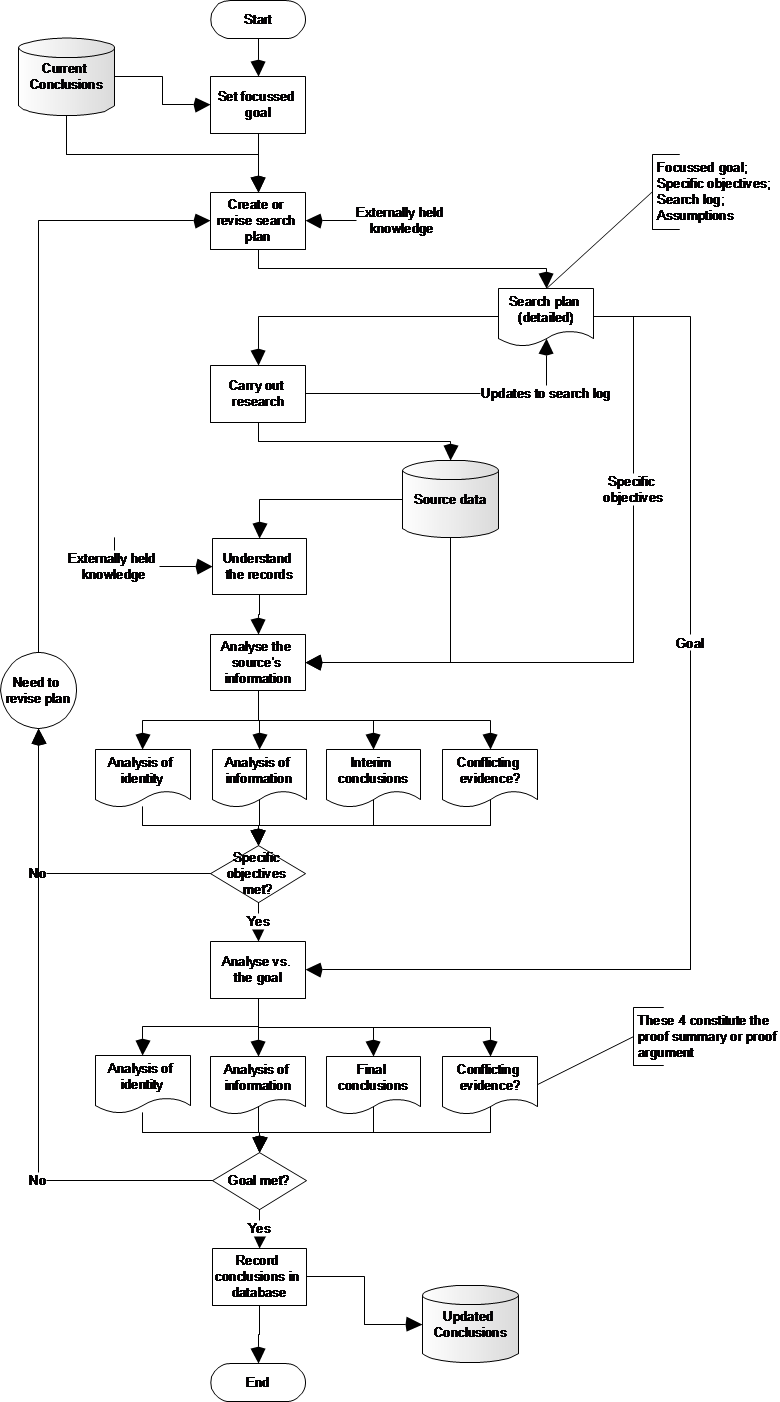 Start
Current
Conclusions
Set focussed
goal
Focussed goal;
Specific objectives;
Search log;
Assumptions
Create or
revise search
plan
Externally held
knowledge
Search plan
(detailed)
Carry out
research
Updates to search log
Specific
objectives
Source data
Externally held
knowledge
Understand
the records
Goal
Analyse the
source's
information
Need to
revise plan
Analysis of
identity
Analysis of
information
Interim
conclusions
Conflicting
evidence?
Specific
objectives
met?
No
Yes
Analyse vs.
the goal
These 4 constitute the
proof summary or proof
argument
Analysis of
identity
Analysis of
information
Final
conclusions
Conflicting
evidence?
Goal met?
No
Yes
Record
conclusions in
database
Updated
Conclusions
End